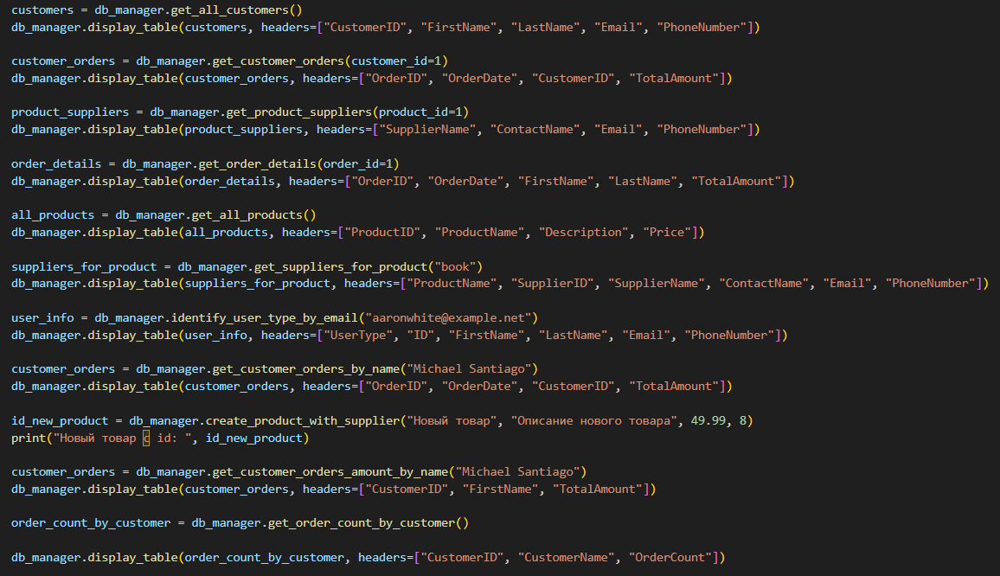 customers = db_manager.get_all_customers()
db_manager.display_table(customers, headers=["CustomerID", "FirstName", "LastName", "Email", "PhoneNumber"])
customer_orders = db_manager.get_customer_orders(customer_id=1)
db_manager.display_table(customer_orders, headers=["OrderID", "OrderDate", "CustomerID", "TotalAmount"])
product_suppliers = db_manager.get_product_suppliers(product_id=1)
db_manager.display_table(product_suppliers, headers=["SupplierName", "ContactName", "Email", "PhoneNumber"])
order_details = db_manager.get_order_details(order_id=1)
db_manager.display_table(order_details, headers=["OrderID", "OrderDate", "FirstName", "LastName", "TotalAmount"])
all_products = db_manager.get_all_products()
db_manager.display_table(all_products, headers=["ProductID", "ProductName", "Description", "Price"])
suppliers_for_product = db_manager.get_suppliers_for_product("book")
db_manager.display_table(suppliers_for_product, headers=["ProductName", "SupplierID", "SupplierName", "ContactName", "Email", "PhoneNumber"])
user_info = db_manager.identify_user_type_by_email("aaronwhite@example.net")
db_manager.display_table(user_info, headers=["UserType", "ID", "FirstName", "LastName", "Email", "PhoneNumber"])
customer_orders = db_manager.get_customer_orders_by_name("Michael Santiago")
db_manager.display_table(customer_orders, headers=["OrderID", "OrderDate", "CustomerID", "TotalAmount"])
id_new_product = db_manager.create_product_with_supplier("Новый товар", "Описание нового товара", 49.99, 8)
print("Новый товар с id: ", id_new_product)
customer_orders = db_manager.get_customer_orders_amount_by_name("Michael Santiago")
db_manager.display_table(customer_orders, headers=["CustomerID", "FirstName", "TotalAmount"])
order_count_by_customer = db_manager.get_order_count_by_customer()
db_manager.display_table(order_count_by_customer, headers=["CustomerID", "CustomerName", "OrderCount"])